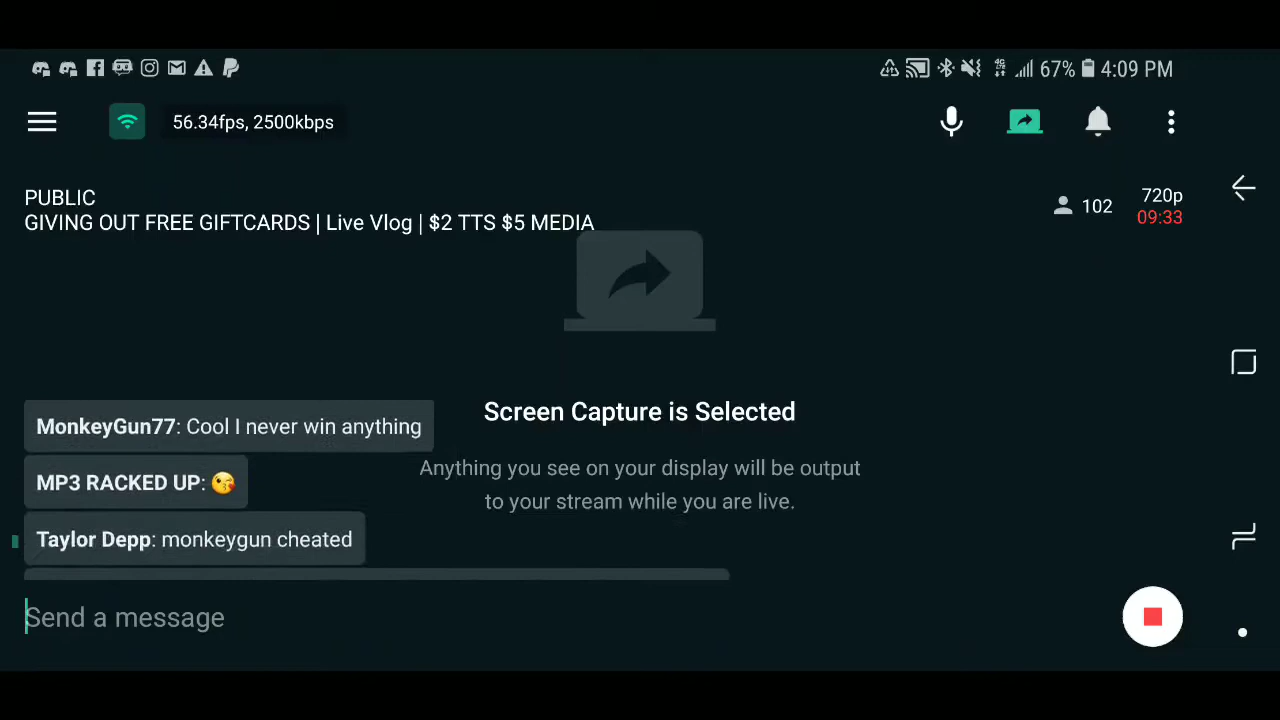 67% 4:09 PM
56.34fps, 2500kbps
PUBLIC
GIVING OUT FREE GIFTCARDS | Live Vlog | $2 TTS $5 MEDIA
102
720p
09:33
Screen Capture is Selected
Anything you see on your display will be output
to your stream while you are live.
MonkeyGun77: Cool I never win anything
MP3 RACKED UP: 😘
Taylor Depp: monkeygun cheated
Send a message